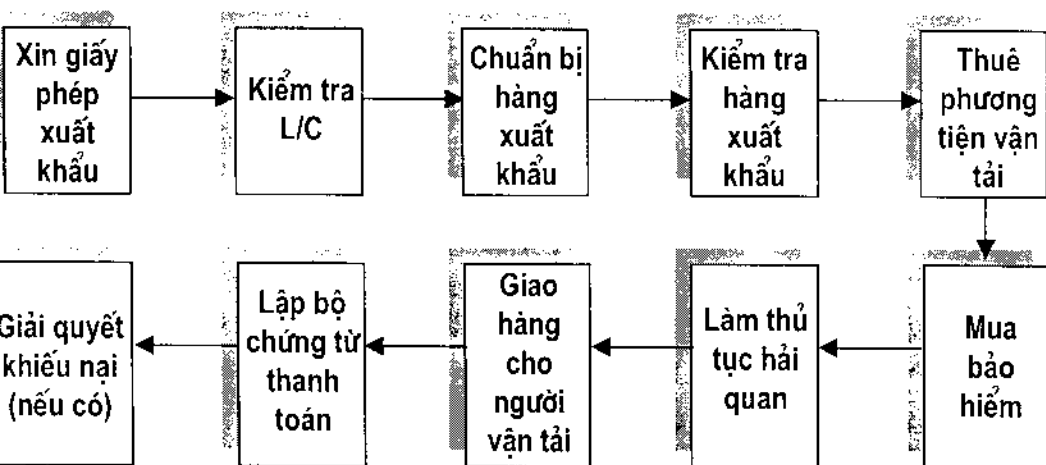 Xin giấy
phép
xuất
khẩu
Kiểm tra
L/C
Chuẩn bị
hàng
xuất
khẩu
Kiểm tra
hàng
xuất
khẩu
Thuê
phương
tiện vận
tải
Mua
bảo
hiểm
Làm thủ
tục hải
quan
Giao
hàng
cho
người
vận tải
Lập bộ
chứng từ
thanh
toán
Giải quyết
khiếu nại
(nếu có)